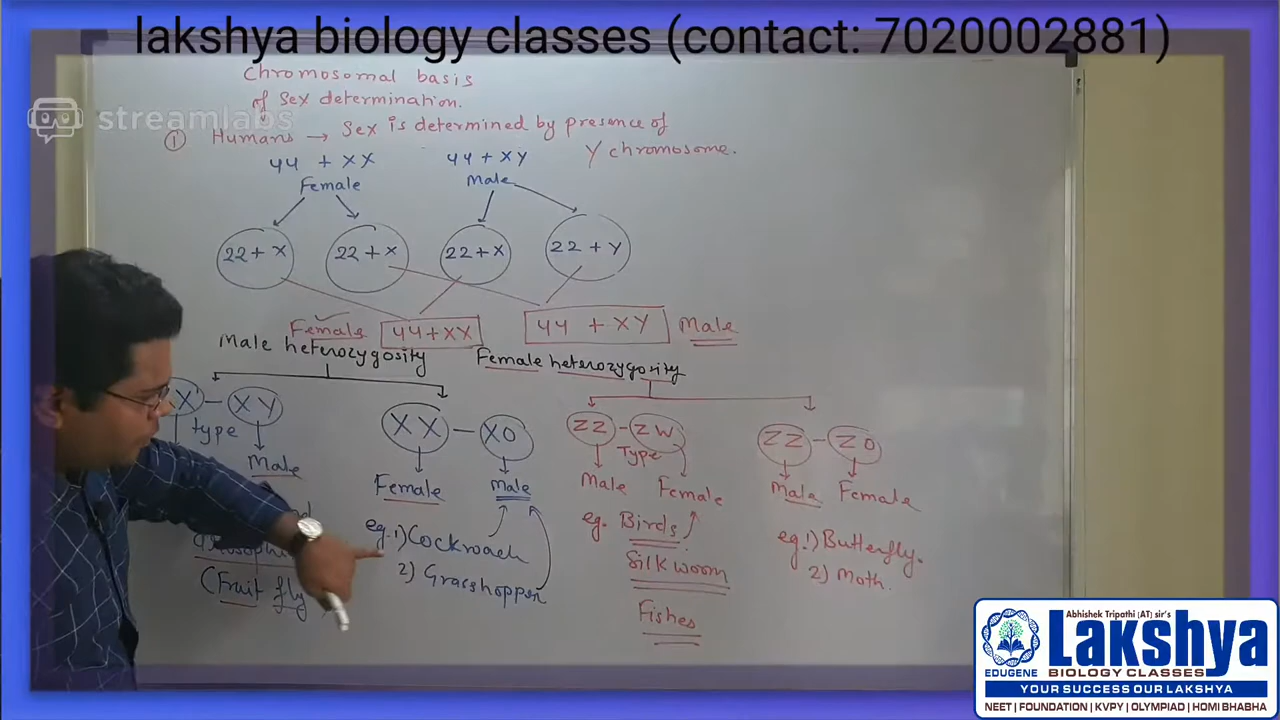 lakshya biology classes (contact: 7020002881)
streamlabs
Chromosomal basis
of Sex determination.
① Humans → Sex is determined by presence of
Y chromosome.
44 + XX
Female
44 + XY
Male
22 + X
22 + X
22 + X
22 + Y
Female 44+XX
44 + XY Male
Male heterozygosity
Female heterozygosity
X - XY
type
Male
(Fruit fly
XX - XO
Female Male
eg. 1) Cockroach
2) Grasshopper
ZZ - ZW
Type
Male Female
eg. Birds
Silk woom
Fishes
ZZ - ZO
Male Female
eg. 1) Butterfly.
2) Moth.
Abhishek Tripathi (AT) sir's
Lakshya
EDUGENE BIOLOGY CLASSES
YOUR SUCCESS OUR LAKSHYA
NEET | FOUNDATION | KVPY | OLYMPIAD | HOMI BHABHA